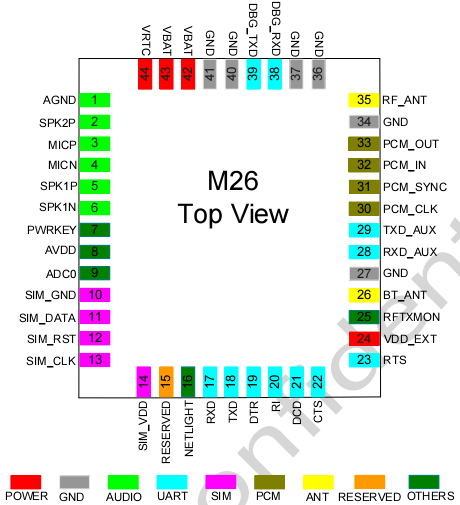 VRTC VBAT VBAT GND GND DBG_TXD DBG_RXD GND GND
44 43 42 41 40 39 38 37 36
AGND 1 35 RF_ANT
SPK2P 2 34 GND
MICP 3 33 PCM_OUT
MICN 4 32 PCM_IN
SPK1P 5 31 PCM_SYNC
SPK1N 6 30 PCM_CLK
PWRKEY 7 29 TXD_AUX
AVDD 8 28 RXD_AUX
ADC0 9 27 GND
SIM_GND 10 26 BT_ANT
SIM_DATA 11 25 RFTXMON
SIM_RST 12 24 VDD_EXT
SIM_CLK 13 23 RTS
M26
Top View
14 15 16 17 18 19 20 21 22
SIM_VDD RESERVED NETLIGHT RXD TXD DTR RI DCD CTS
POWER GND AUDIO UART SIM PCM ANT RESERVED OTHERS
onfident